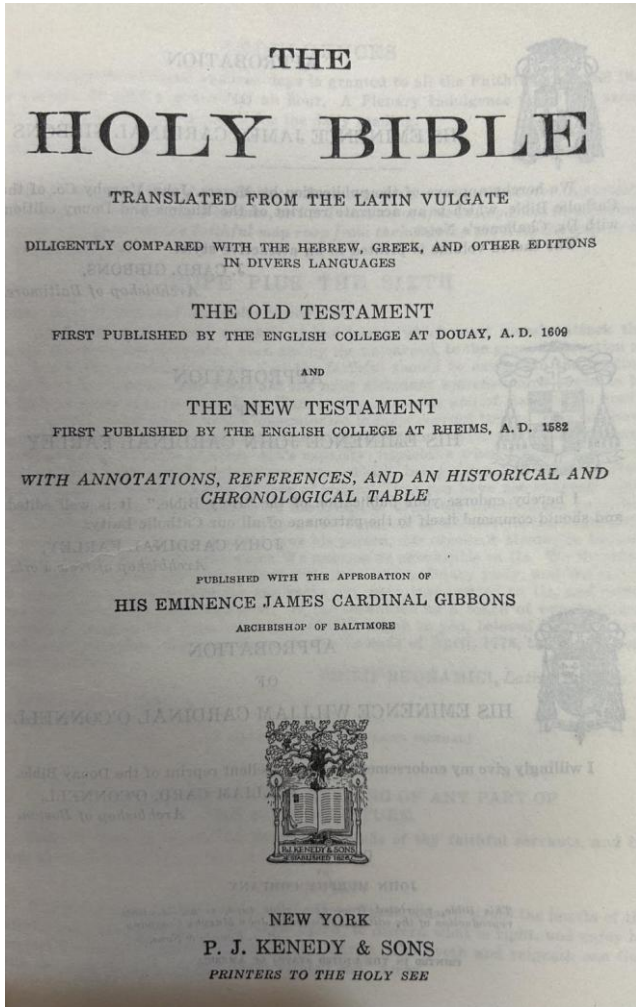 THE
HOLY BIBLE
TRANSLATED FROM THE LATIN VULGATE
DILIGENTLY COMPARED WITH THE HEBREW, GREEK, AND OTHER EDITIONS
IN DIVERS LANGUAGES
THE OLD TESTAMENT
FIRST PUBLISHED BY THE ENGLISH COLLEGE AT DOUAY, A. D. 1609
AND
THE NEW TESTAMENT
FIRST PUBLISHED BY THE ENGLISH COLLEGE AT RHEIMS, A. D. 1582
WITH ANNOTATIONS, REFERENCES, AND AN HISTORICAL AND
CHRONOLOGICAL TABLE
PUBLISHED WITH THE APPROBATION OF
HIS EMINENCE JAMES CARDINAL GIBBONS
ARCHBISHOP OF BALTIMORE
P.J. KENEDY & SONS
ESTABLISHED 1826
NEW YORK
P. J. KENEDY & SONS
PRINTERS TO THE HOLY SEE